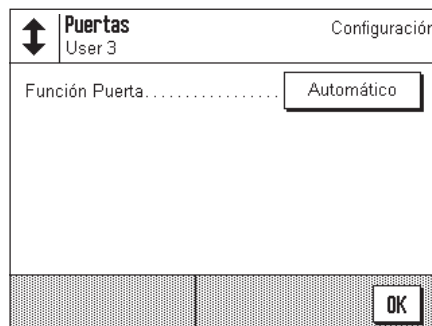 Puertas
Configuración
User 3
Función Puerta................. Automático
OK